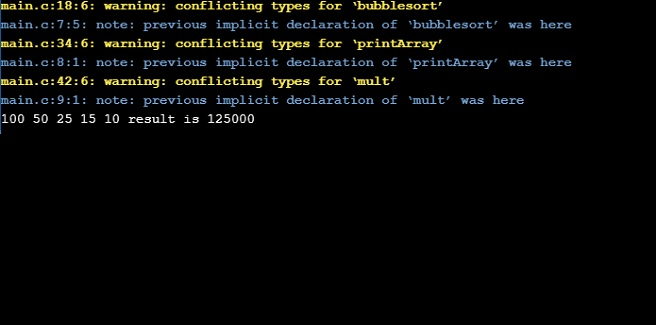 main.c:18:6: warning: conflicting types for ‘bubblesort’
main.c:7:5: note: previous implicit declaration of ‘bubblesort’ was here
main.c:34:6: warning: conflicting types for ‘printArray’
main.c:8:1: note: previous implicit declaration of ‘printArray’ was here
main.c:42:6: warning: conflicting types for ‘mult’
main.c:9:1: note: previous implicit declaration of ‘mult’ was here
100 50 25 15 10 result is 125000